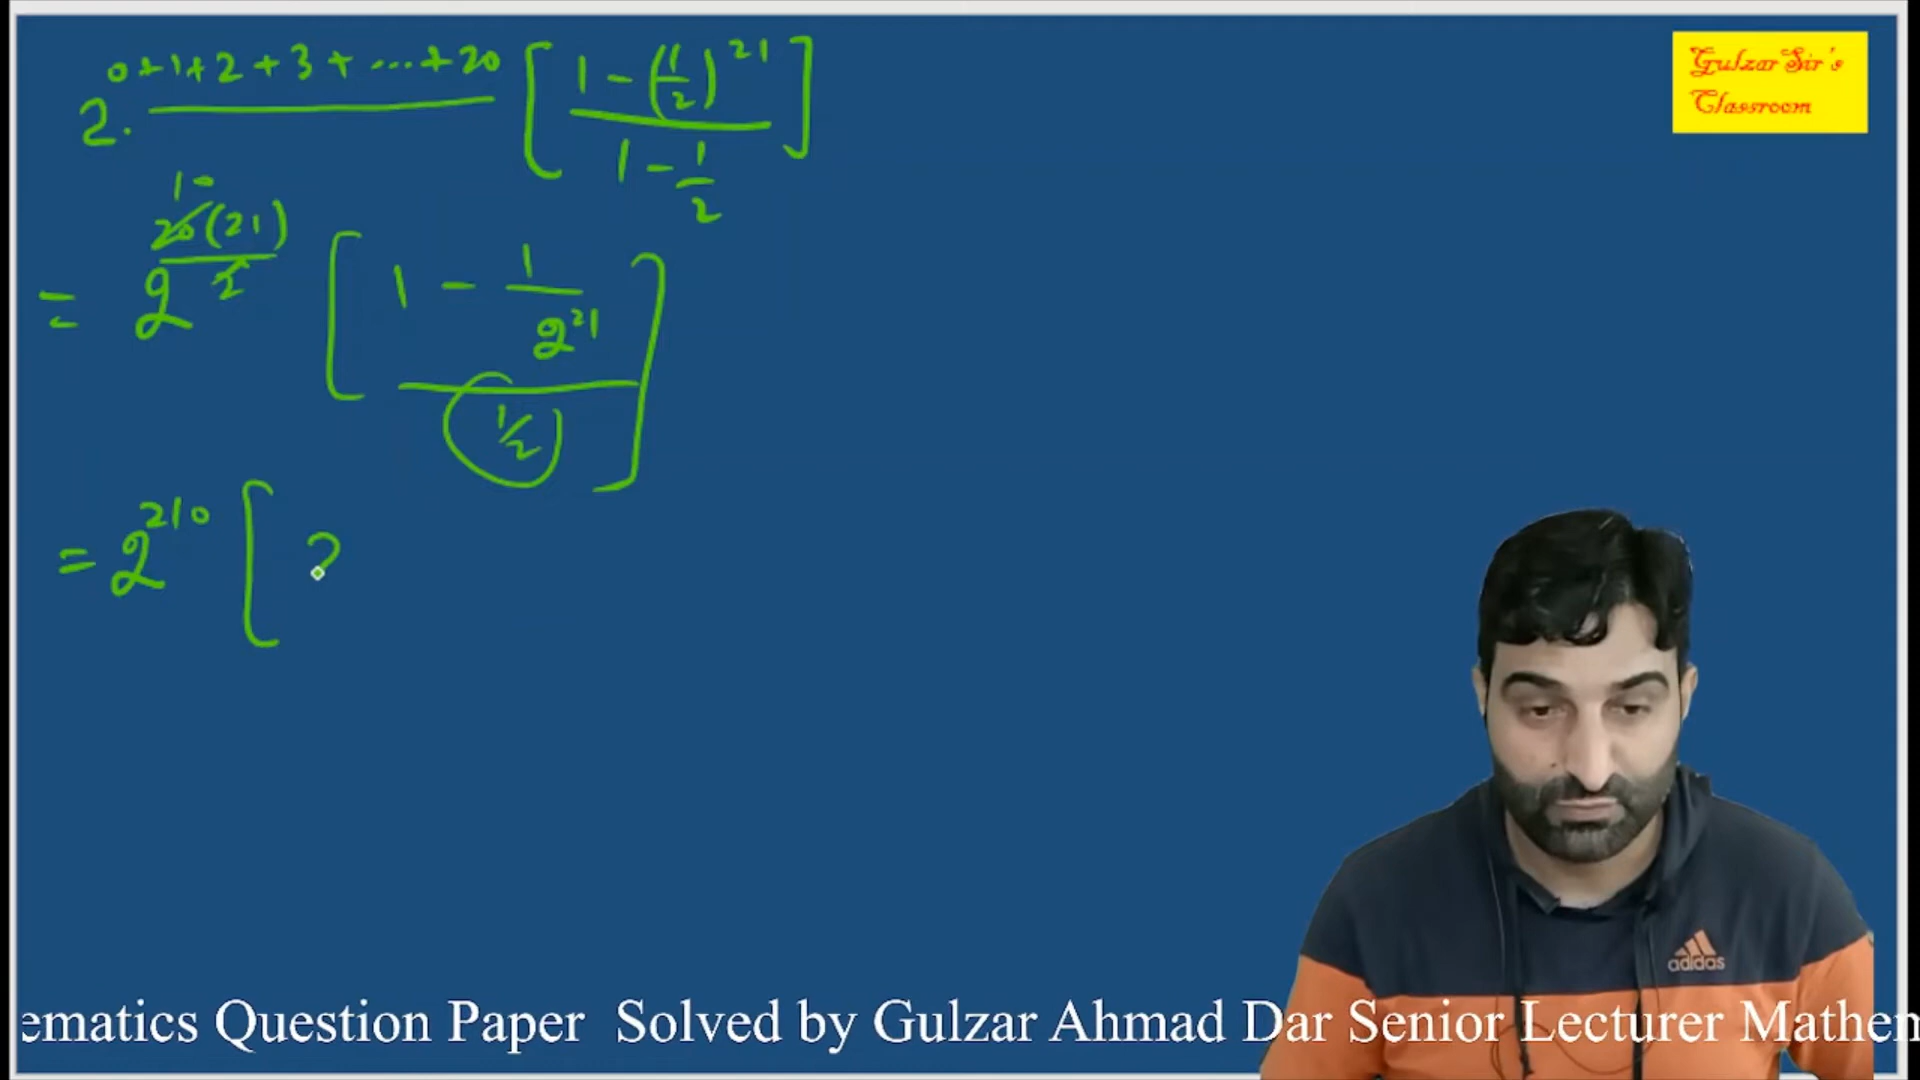 2. 0+1+2+3+...+20 [1-(1/2)^21 / 1-1/2]
= 2^(20(21)/2) [1 - 1/2^21 / 1/2]
10
= 2^210 [ 2
Gulzar Sir's
Classroom
adidas
ematics Question Paper Solved by Gulzar Ahmad Dar Senior Lecturer Mathem